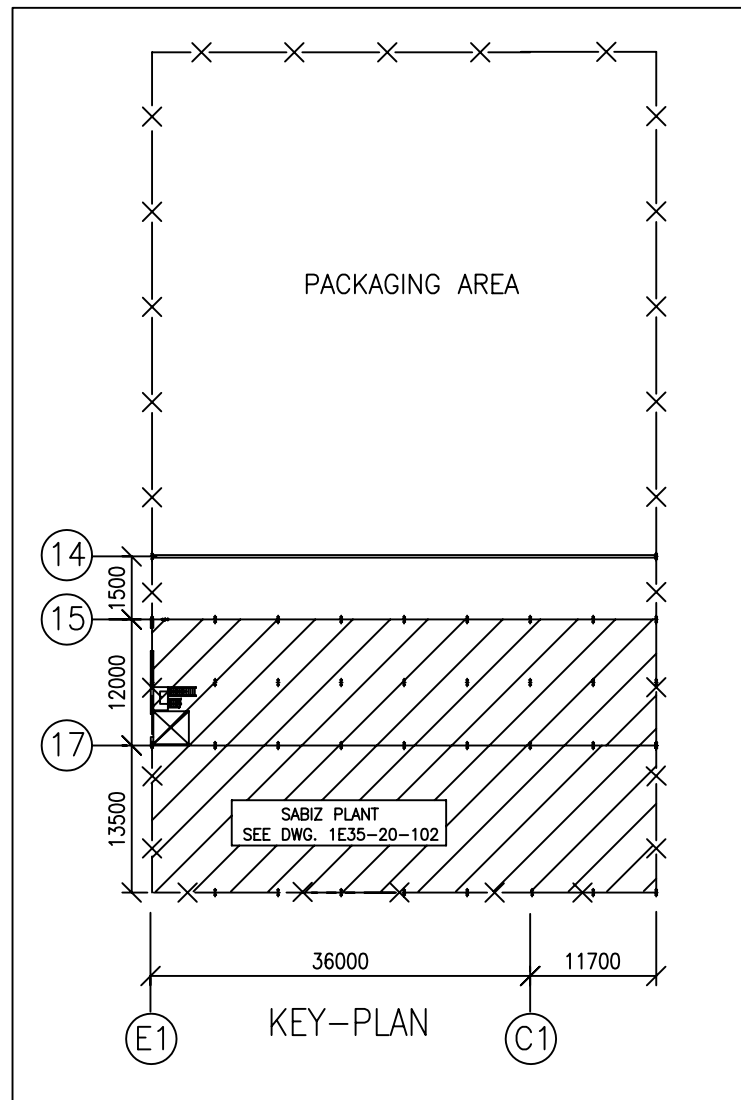 PACKAGING AREA
14
1500
15
12000
17
13500
SABIZ PLANT
SEE DWG. 1E35-20-102
36000
11700
KEY-PLAN
E1
C1